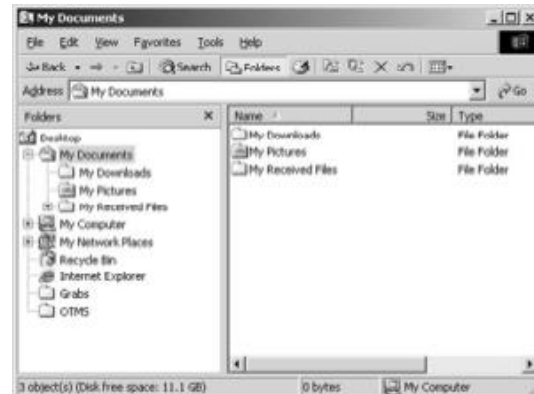 My Documents
File Edit View Favorites Tools Help
Back Search Folders
Address My Documents Go
Folders
Desktop
My Documents
My Downloads
My Pictures
My Received Files
My Computer
My Network Places
Recycle Bin
Internet Explorer
Grabs
OTMS
Name Size Type
My Downloads File Folder
My Pictures File Folder
My Received Files File Folder
3 object(s) (Disk free space: 11.1 GB) 0 bytes My Computer